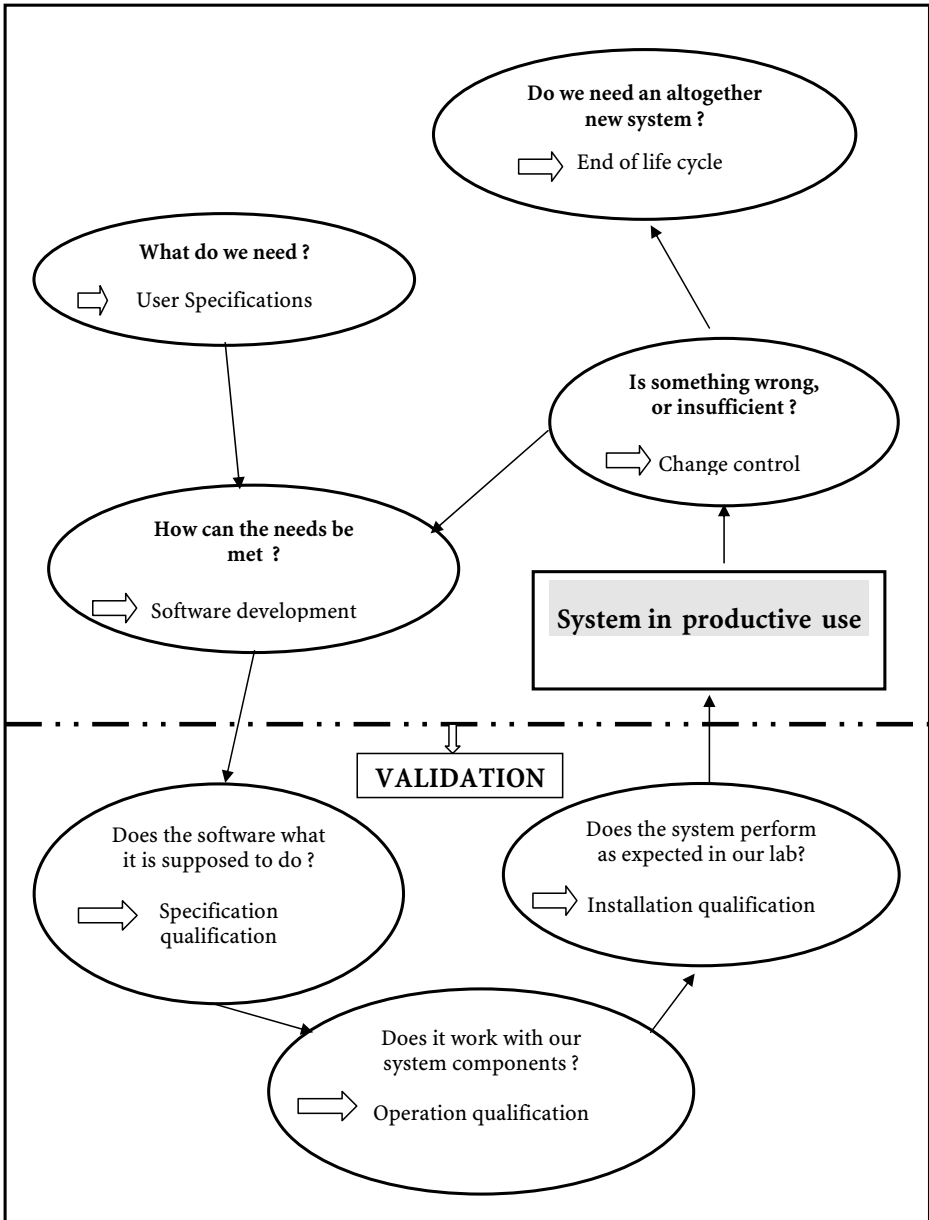 Do we need an altogether
new system ?
End of life cycle
What do we need ?
User Specifications
Is something wrong,
or insufficient ?
Change control
How can the needs be
met ?
Software development
System in productive use
VALIDATION
Does the software what
it is supposed to do ?
Specification
qualification
Does the system perform
as expected in our lab?
Installation qualification
Does it work with our
system components ?
Operation qualification